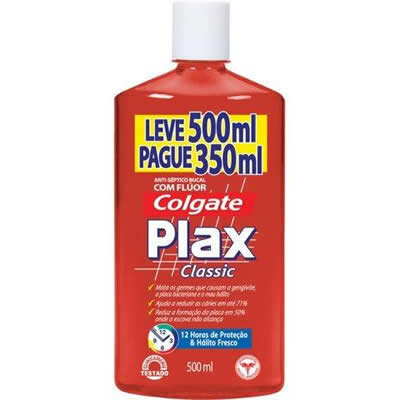 LEVE 500ml
PAGUE 350ml
ANTI-SÉPTICO BUCAL
COM FLÚOR
Colgate
Plax
Classic
Mata os germes que causam a gengivite,
a placa bacteriana e o mau hálito
Ajuda a reduzir as cáries em até 71%
Reduz a formação da placa em 50%
onde a escova não alcança
12 Horas de Proteção
& Hálito Fresco
CLINICAMENTE
TESTADO
500 ml